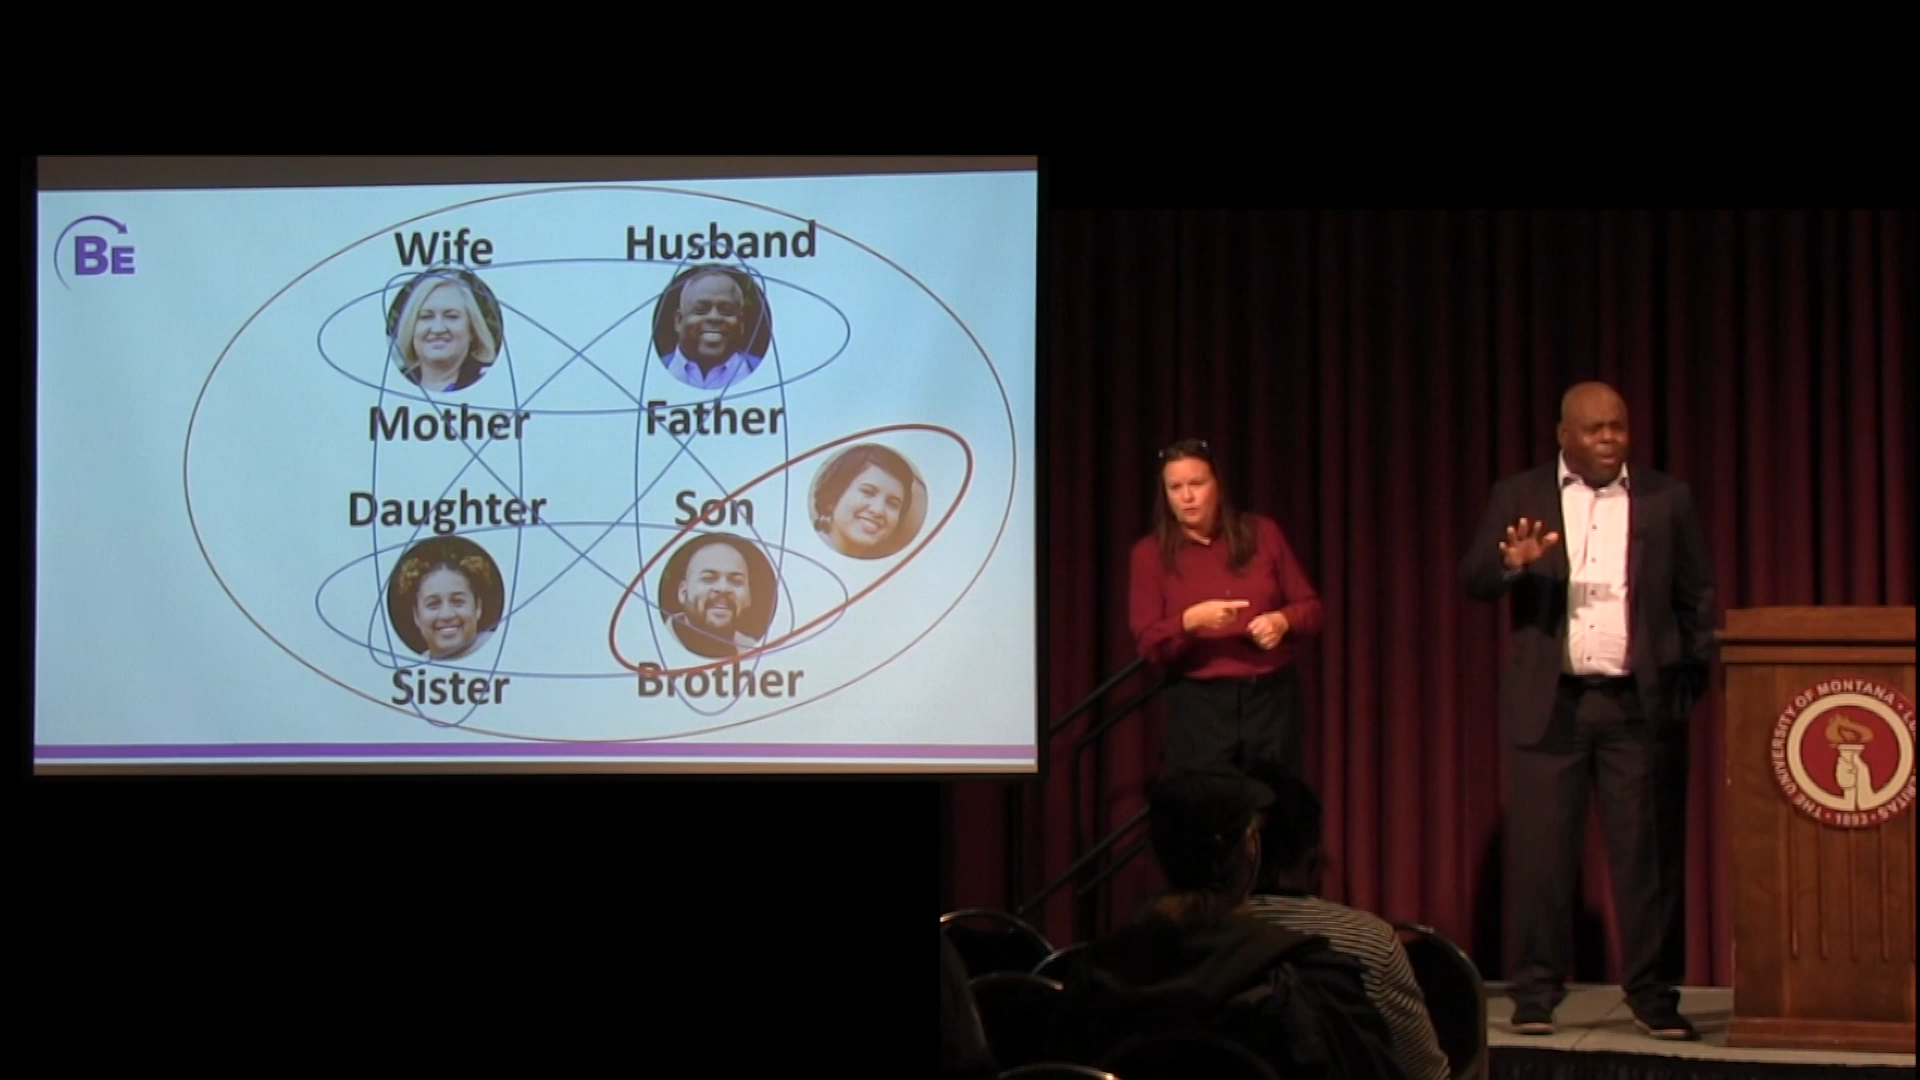 BE
Wife
Husband
Mother
Father
Daughter
Son
Sister
Brother
THE UNIVERSITY OF MONTANA
1893